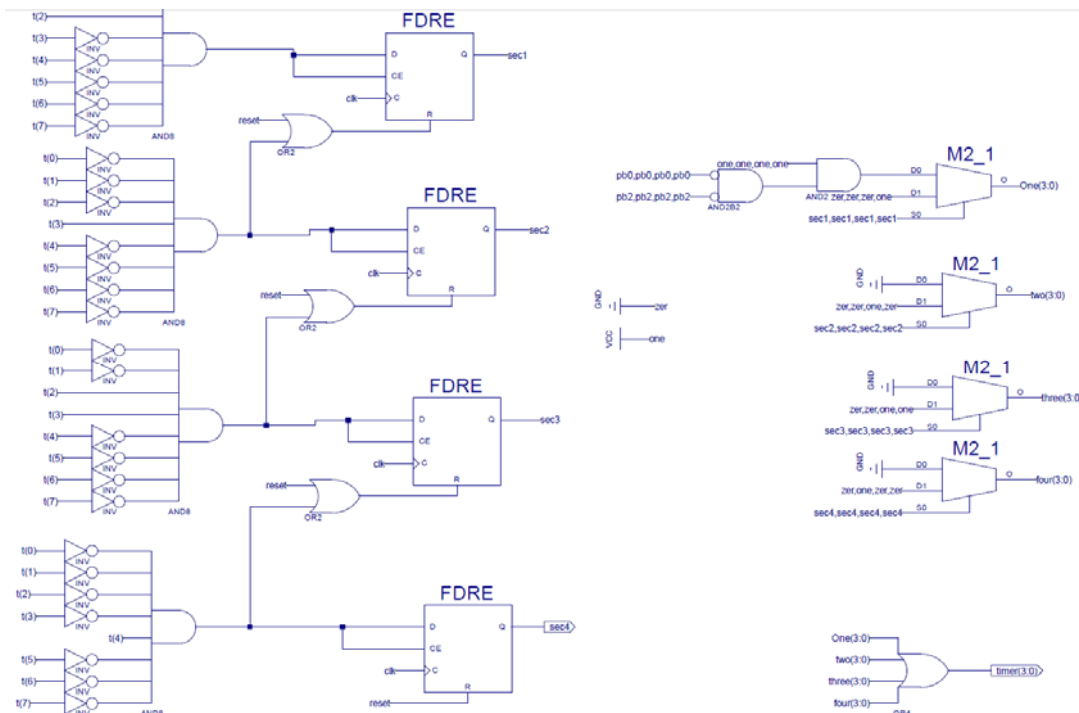 t(2)
t(3)
INV
t(4)
INV
t(5)
INV
t(6)
INV
t(7)
INV
AND8
FDRE
D
Q
sec1
CE
clk
C
R
reset
OR2
t(0)
INV
t(1)
INV
t(2)
INV
t(3)
t(4)
INV
t(5)
INV
t(6)
INV
t(7)
INV
AND8
FDRE
D
Q
sec2
CE
clk
C
R
reset
OR2
t(0)
INV
t(1)
INV
t(2)
t(3)
t(4)
INV
t(5)
INV
t(6)
INV
t(7)
INV
AND8
FDRE
D
Q
sec3
CE
clk
C
R
reset
OR2
t(0)
INV
t(1)
INV
t(2)
INV
t(3)
INV
t(4)
t(5)
INV
t(6)
INV
t(7)
INV
AND8
FDRE
D
Q
sec4
CE
clk
C
R
reset
M2_1
one,one,one,one
pb0,pb0,pb0,pb0
pb2,pb2,pb2,pb2
AND2B2
AND2
D0
D1
zer,zer,zer,one
S0
sec1,sec1,sec1,sec1
O
One(3:0)
M2_1
GND
D0
zer,zer,one,zer
D1
sec2,sec2,sec2,sec2
S0
O
two(3:0)
GND
zer
VCC
one
M2_1
GND
D0
zer,zer,one,one
D1
sec3,sec3,sec3,sec3
S0
O
three(3:0)
M2_1
GND
D0
zer,one,zer,zer
D1
sec4,sec4,sec4,sec4
S0
O
four(3:0)
One(3:0)
two(3:0)
three(3:0)
four(3:0)
timer(3:0)